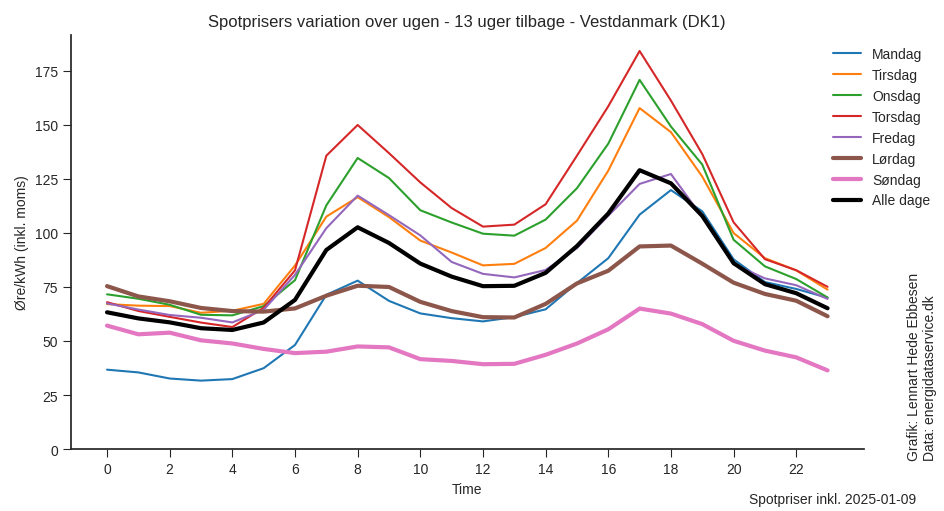 Spotprisers variation over ugen - 13 uger tilbage - Vestdanmark (DK1)
Øre/kWh (inkl. moms)
175
150
125
100
75
50
25
0
0 2 4 6 8 10 12 14 16 18 20 22
Time
Mandag
Tirsdag
Onsdag
Torsdag
Fredag
Lørdag
Søndag
Alle dage
Grafik: Lennart Hede Ebbesen
Data: energidataservice.dk
Spotpriser inkl. 2025-01-09